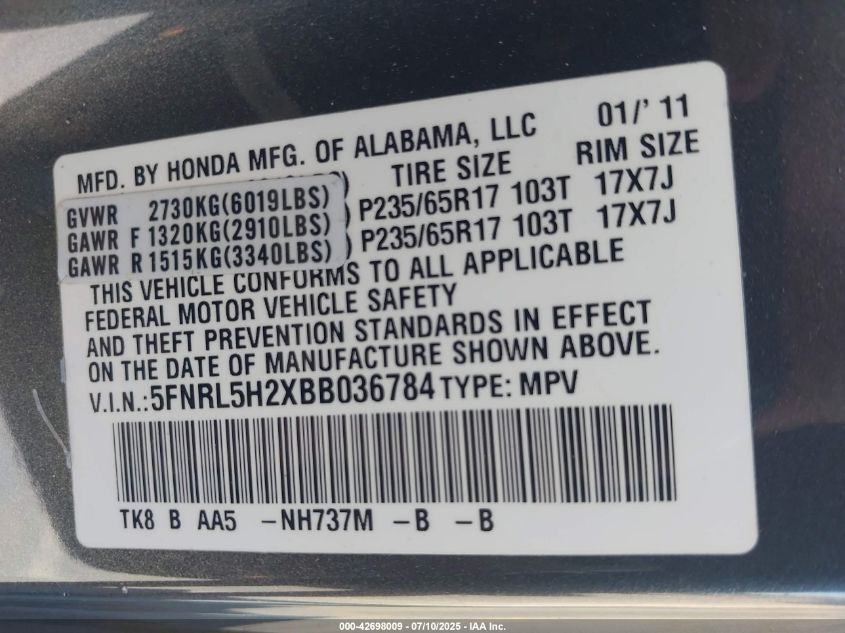 01/' 11
MFD. BY HONDA MFG. OF ALABAMA, LLC
TIRE SIZE RIM SIZE
GVWR 2730KG(6019LBS)
GAWR F 1320KG(2910LBS) P235/65R17 103T 17X7J
GAWR R 1515KG(3340LBS) P235/65R17 103T 17X7J
THIS VEHICLE CONFORMS TO ALL APPLICABLE
FEDERAL MOTOR VEHICLE SAFETY
AND THEFT PREVENTION STANDARDS IN EFFECT
ON THE DATE OF MANUFACTURE SHOWN ABOVE.
V.I.N.:5FNRL5H2XBB036784 TYPE: MPV
TK8 B AA5 -NH737M -B -B
000-42698009 - 07/10/2025 - IAA Inc.